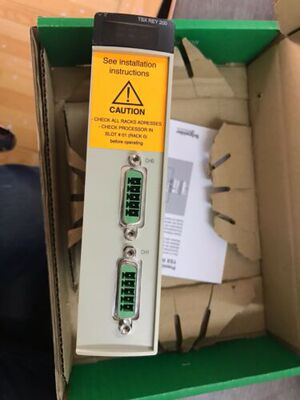 TSX REY 200
See installation
instructions
CAUTION
- CHECK ALL RACKS ADRESSES
- CHECK PROCESSOR IN
SLOT # 01 (RACK 0)
before operating
CH0
CH1
Schneider